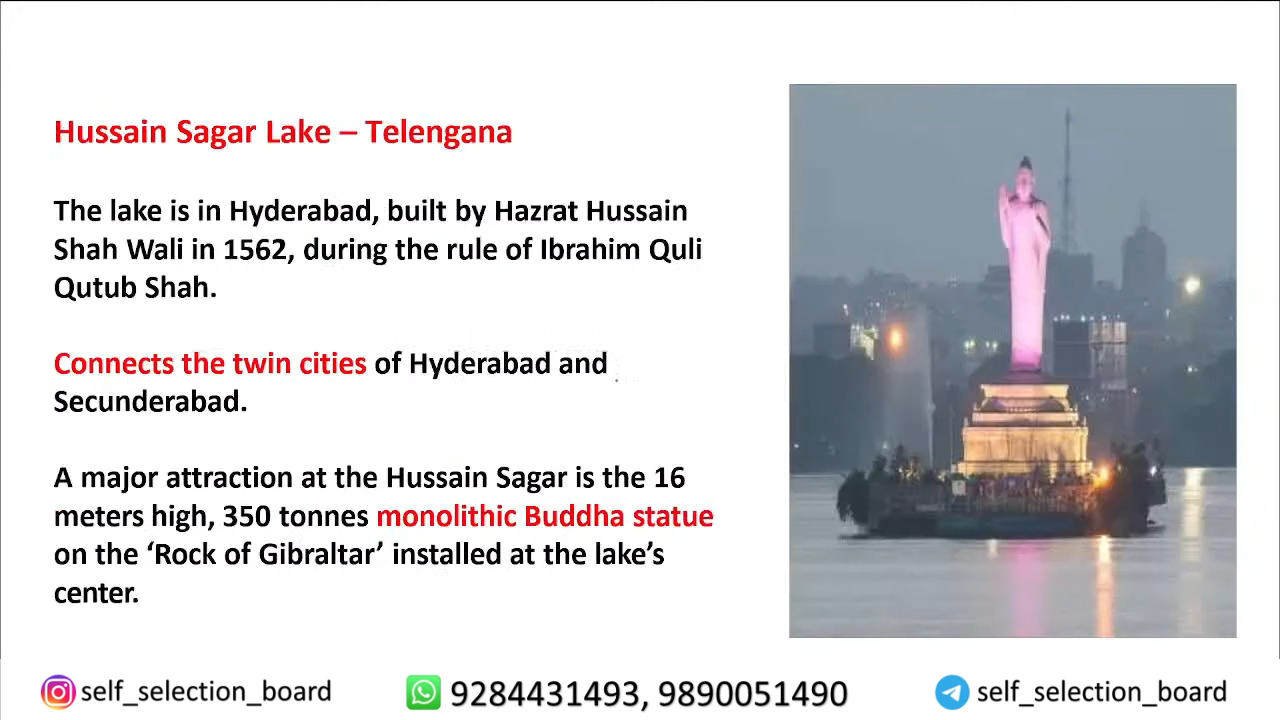 Hussain Sagar Lake – Telengana
The lake is in Hyderabad, built by Hazrat Hussain
Shah Wali in 1562, during the rule of Ibrahim Quli
Qutub Shah.
Connects the twin cities of Hyderabad and
Secunderabad.
A major attraction at the Hussain Sagar is the 16
meters high, 350 tonnes monolithic Buddha statue
on the ‘Rock of Gibraltar’ installed at the lake’s
center.
self_selection_board 9284431493, 9890051490 self_selection_board